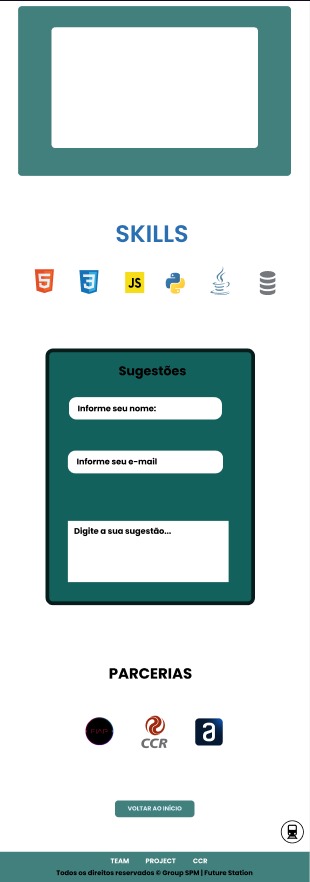 SKILLS
5
3
JS
Sugestões
Informe seu nome:
Informe seu e-mail
Digite a sua sugestão...
PARCERIAS
CCR
a
VOLTAR AO INÍCIO
TEAM PROJECT CCR
Todos os direitos reservados © Group SPM | Future Station